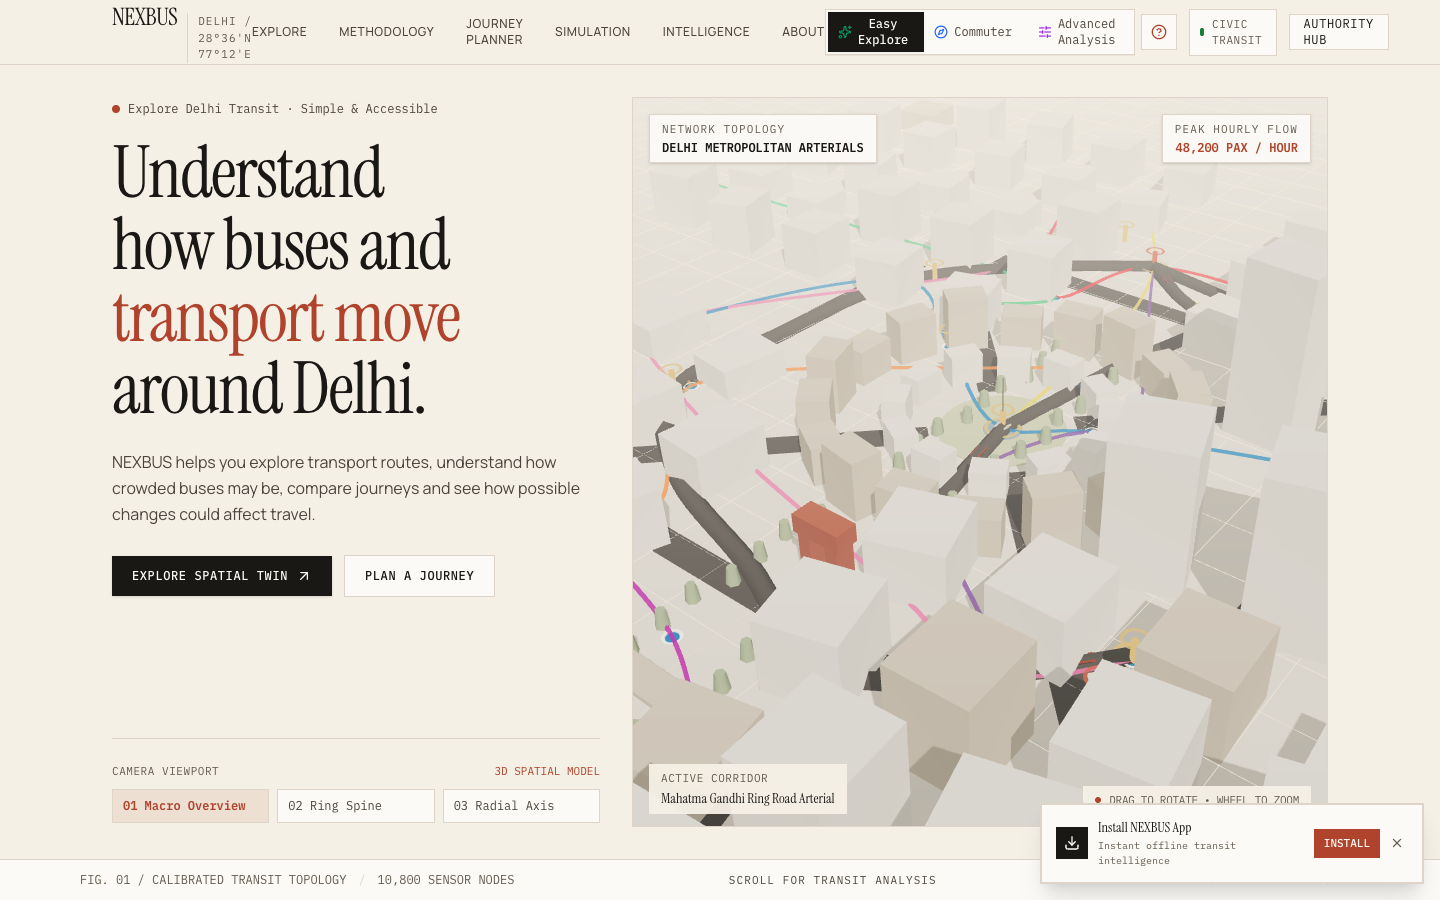 NEXBUS
DELHI /
28°36'N
77°12'E
EXPLORE
METHODOLOGY
JOURNEY
PLANNER
SIMULATION
INTELLIGENCE
ABOUT
Easy
Explore
Commuter
Advanced
Analysis
CIVIC
TRANSIT
AUTHORITY
HUB
Explore Delhi Transit · Simple & Accessible
Understand
how buses and
transport move
around Delhi.
NEXBUS helps you explore transport routes, understand how
crowded buses may be, compare journeys and see how possible
changes could affect travel.
EXPLORE SPATIAL TWIN
PLAN A JOURNEY
CAMERA VIEWPORT
3D SPATIAL MODEL
01 Macro Overview
02 Ring Spine
03 Radial Axis
NETWORK TOPOLOGY
DELHI METROPOLITAN ARTERIALS
PEAK HOURLY FLOW
48,200 PAX / HOUR
ACTIVE CORRIDOR
Mahatma Gandhi Ring Road Arterial
DRAG TO ROTATE • WHEEL TO ZOOM
Install NEXBUS App
Instant offline transit
intelligence
INSTALL
FIG. 01 / CALIBRATED TRANSIT TOPOLOGY / 10,800 SENSOR NODES
SCROLL FOR TRANSIT ANALYSIS